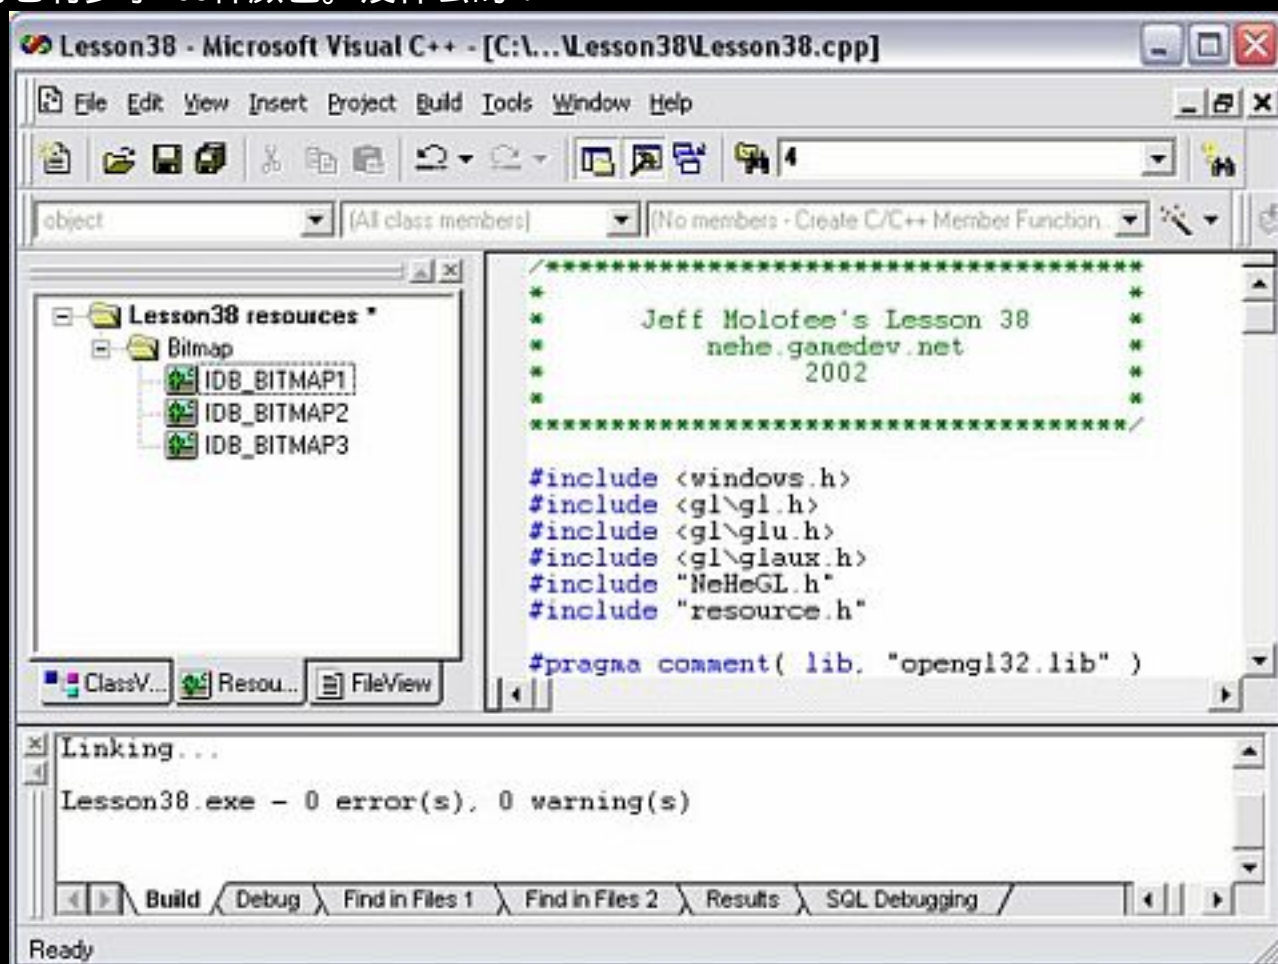 Lesson38 - Microsoft Visual C++ - [C:\...\Lesson38\Lesson38.cpp]
File Edit View Insert Project Build Tools Window Help
4
object
(All class members)
(No members - Create C/C++ Member Function
Lesson38 resources *
Bitmap
IDB_BITMAP1
IDB_BITMAP2
IDB_BITMAP3
ClassV... Resou... FileView
/*************************************
* *
* Jeff Molofee's Lesson 38 *
* nehe.gamedev.net *
* 2002 *
* *
*************************************/
#include <windows.h>
#include <gl\gl.h>
#include <gl\glu.h>
#include <gl\glaux.h>
#include "NeHeGL.h"
#include "resource.h"
#pragma comment( lib, "opengl32.lib" )
Linking...
Lesson38.exe - 0 error(s), 0 warning(s)
Build Debug Find in Files 1 Find in Files 2 Results SQL Debugging
Ready